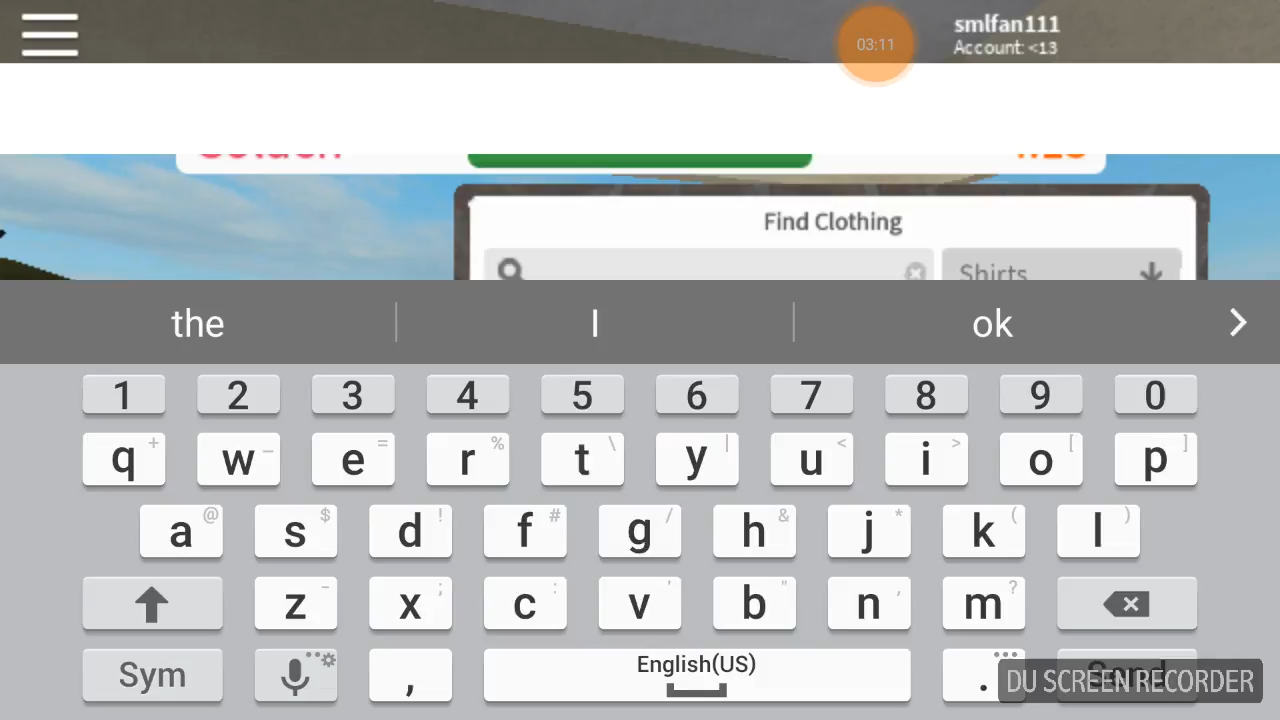 03:11
smlfan111
Account: <13
Find Clothing
Shirts
the I ok
1 2 3 4 5 6 7 8 9 0
q + w _ e = r % t \ y | u < i > o [ p ]
a @ s $ d ! f # g / h & j * k ( l )
z - x ; c : v ' b " n , m ?
Sym , English(US) . Send
DU SCREEN RECORDER